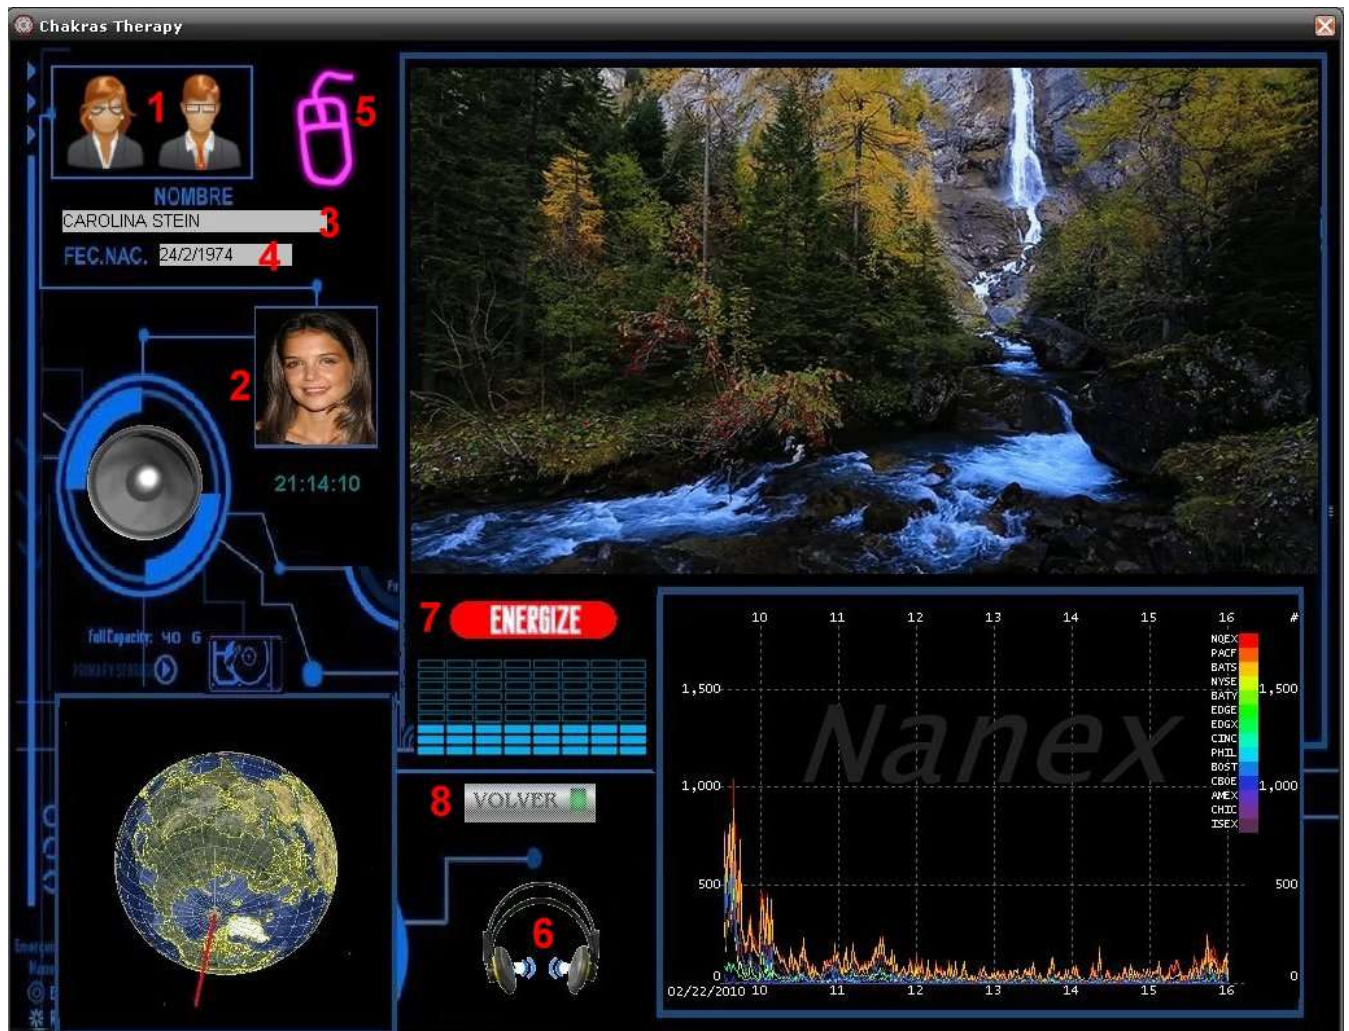 Chakras Therapy
1
5
NOMBRE
CAROLINA STEIN
3
FEC.NAC. 24/2/1974
4
2
21:14:10
Full Capacity: 40 G
7
ENERGIZE
8
VOLVER
6
10 11 12 13 14 15 16 #
NQEX
PACF
BATS
NYSE
BATY
EDGE
EDGX
CINC
PHIL
BOST
CBOE
AMEX
CHIC
ISEX
1,500 1,500
Nanex
1,000 1,000
500 500
0 0
02/22/2010 10 11 12 13 14 15 16